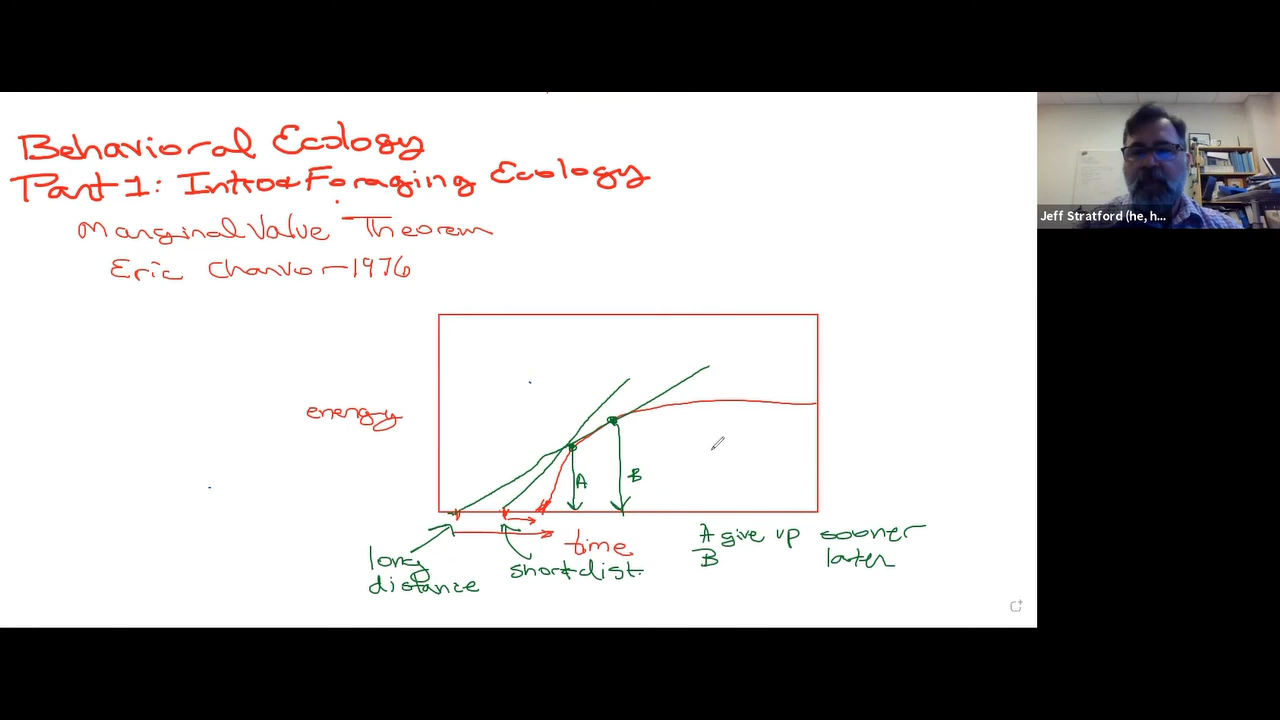 Behavioral Ecology
Part 1: Intro & Foraging Ecology
Marginal Value Theorem
Eric Charnov - 1976
Jeff Stratford (he, h...
energy
A
B
time
long
distance
short dist.
A give up sooner
B later